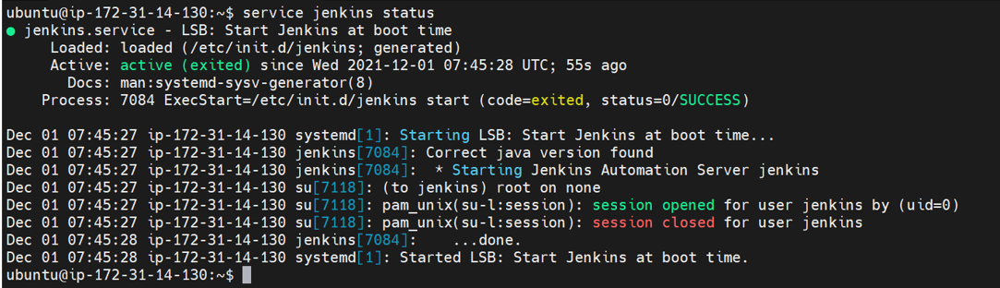 ubuntu@ip-172-31-14-130:~$ service jenkins status
● jenkins.service - LSB: Start Jenkins at boot time
     Loaded: loaded (/etc/init.d/jenkins; generated)
     Active: active (exited) since Wed 2021-12-01 07:45:28 UTC; 55s ago
       Docs: man:systemd-sysv-generator(8)
    Process: 7084 ExecStart=/etc/init.d/jenkins start (code=exited, status=0/SUCCESS)

Dec 01 07:45:27 ip-172-31-14-130 systemd[1]: Starting LSB: Start Jenkins at boot time...
Dec 01 07:45:27 ip-172-31-14-130 jenkins[7084]: Correct java version found
Dec 01 07:45:27 ip-172-31-14-130 jenkins[7084]:  * Starting Jenkins Automation Server jenkins
Dec 01 07:45:27 ip-172-31-14-130 su[7118]: (to jenkins) root on none
Dec 01 07:45:27 ip-172-31-14-130 su[7118]: pam_unix(su-l:session): session opened for user jenkins by (uid=0)
Dec 01 07:45:27 ip-172-31-14-130 su[7118]: pam_unix(su-l:session): session closed for user jenkins
Dec 01 07:45:28 ip-172-31-14-130 jenkins[7084]:    ...done.
Dec 01 07:45:28 ip-172-31-14-130 systemd[1]: Started LSB: Start Jenkins at boot time.
ubuntu@ip-172-31-14-130:~$